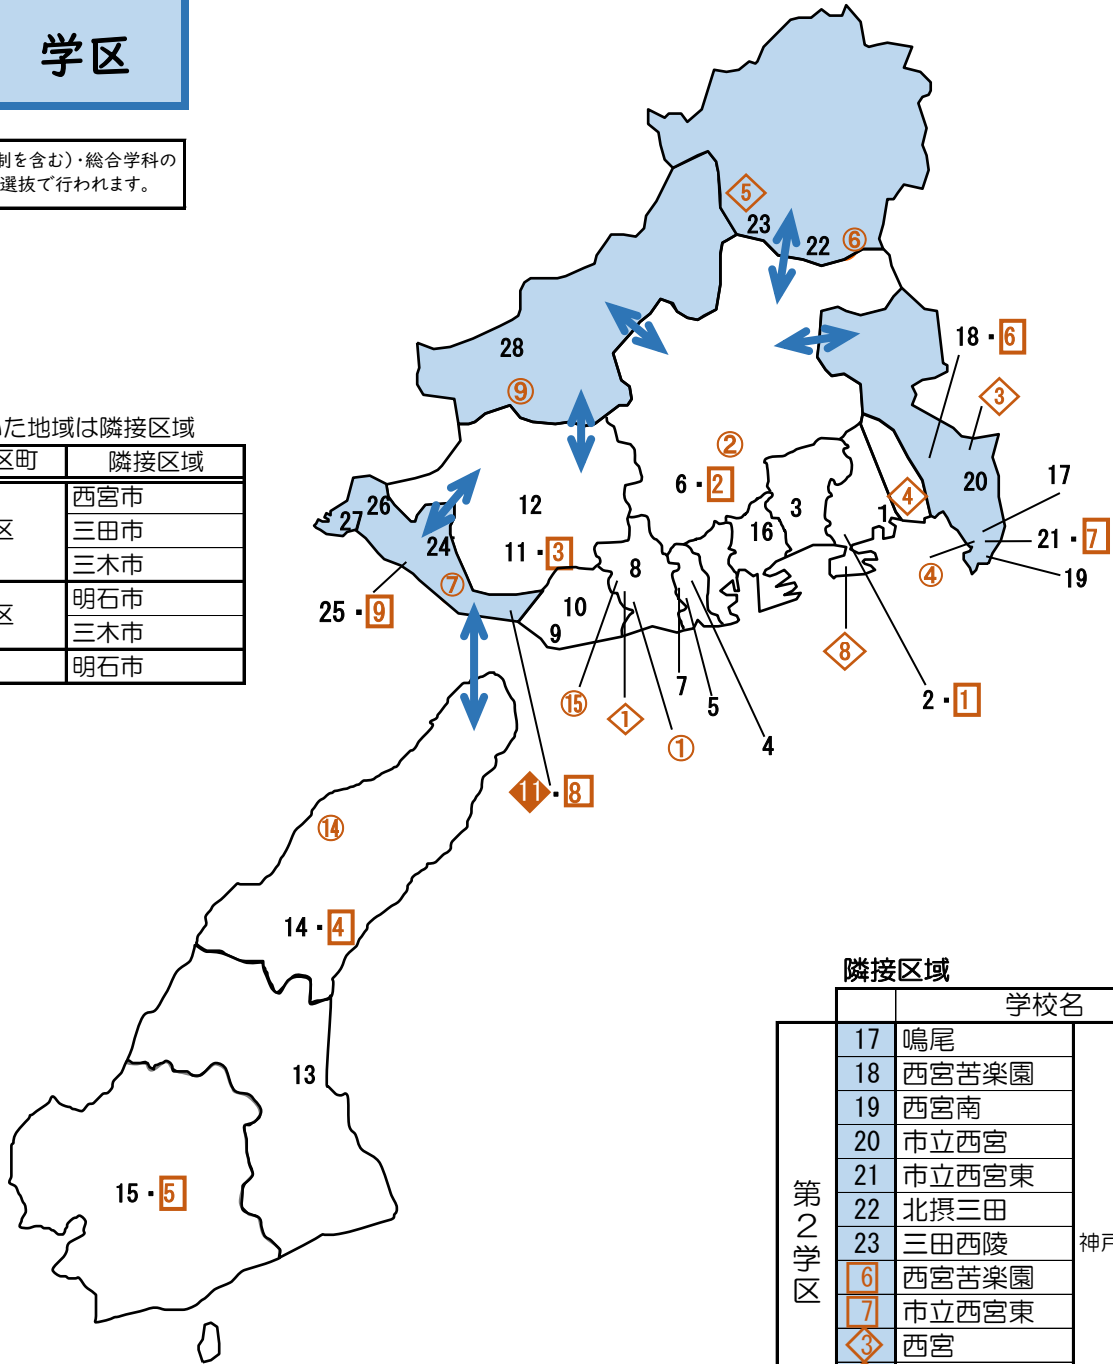 学区
制を含む)・総合学科の
選抜で行われます。
5
23
22
⑥
28
⑨
18・6
3
いた地域は隣接区域
区町
隣接区域
西宮市
区
三田市
三木市
明石市
区
三木市
明石市
②
6・2
3
16
1
4
20
17
21・7
19
④
26
27
12
24
11・3
8
⑦
25・9
10
9
7
5
4
⑮
1
①
8
2・1
11・8
⑭
14・4
13
15・5
隣接区域
学校名
第2学区
17 鳴尾
18 西宮苦楽園
19 西宮南
20 市立西宮
21 市立西宮東
22 北摂三田
23 三田西陵
神戸
6 西宮苦楽園
7 市立西宮東
3 西宮